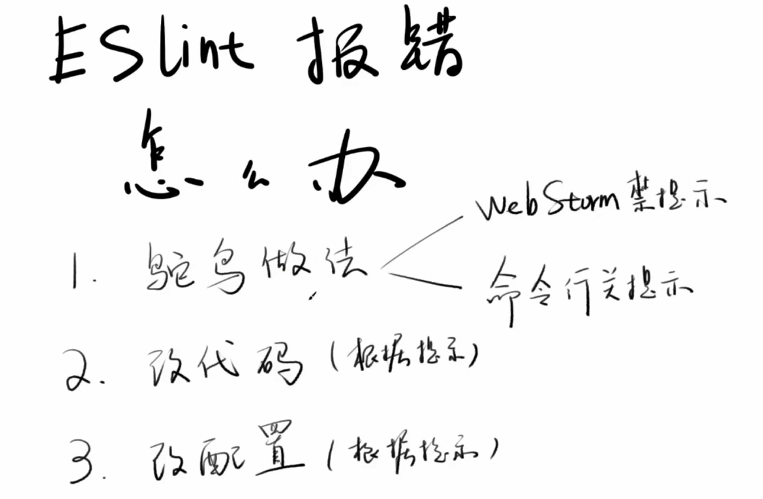 ESlint 报错
怎么办
WebStorm 禁提示
1. 鸵鸟做法
命令行关提示
2. 改代码(根据提示)
3. 改配置(根据提示)